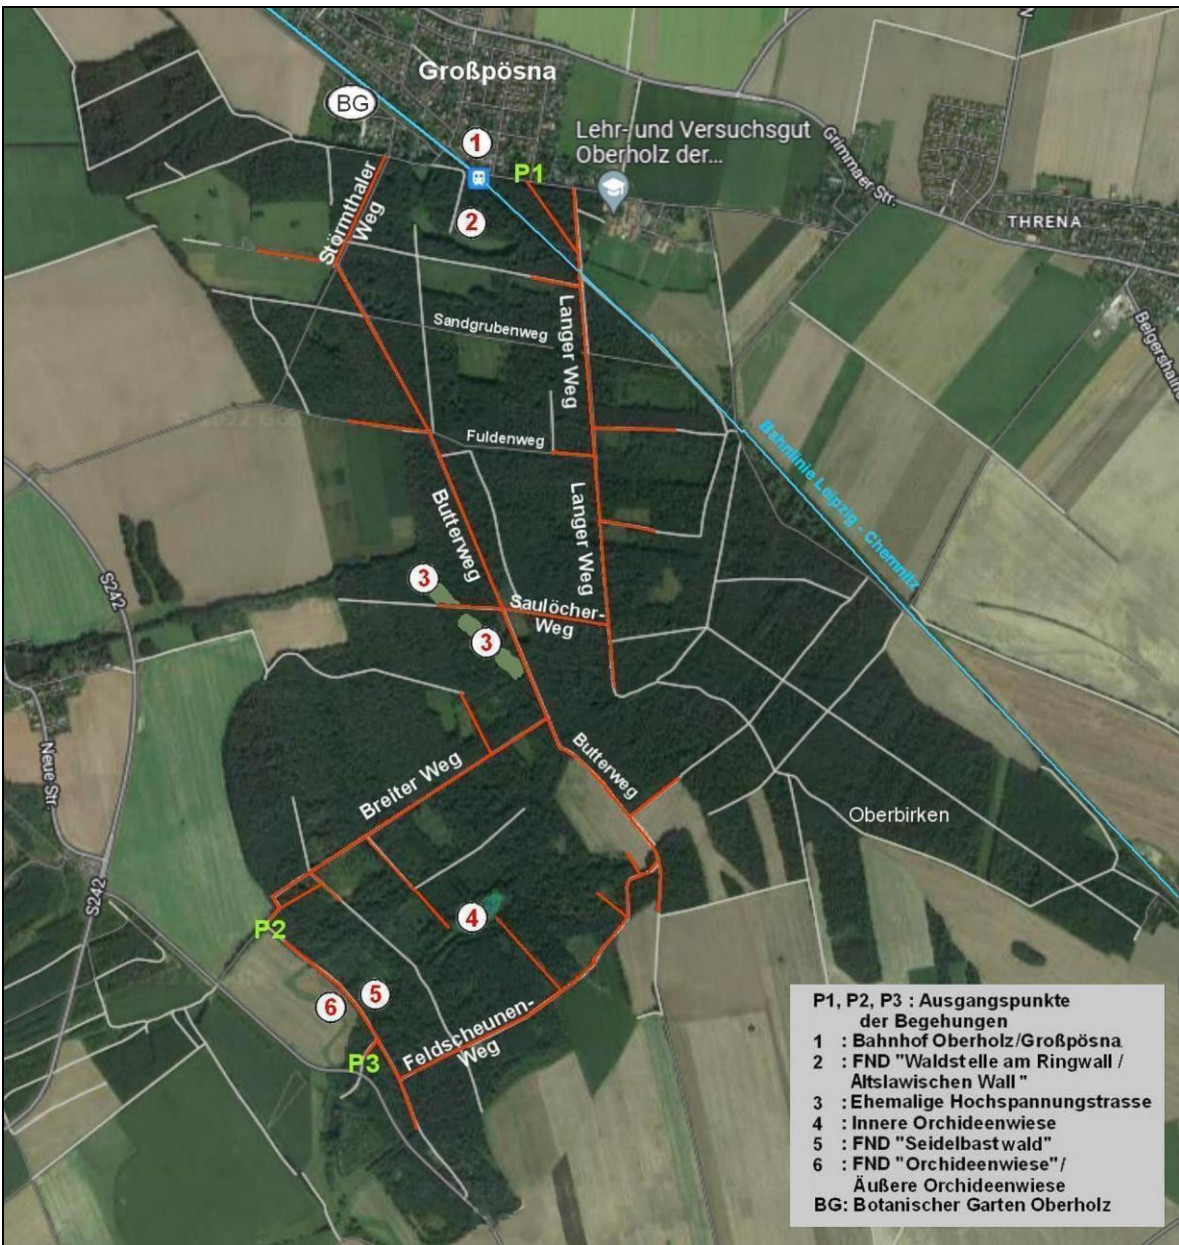 Großpösna
BG
1
Lehr- und Versuchsgut
Oberholz der...
P1
Grimmaer Str.
THRENA
Störmthaler
Weg
2
Belgershaine
Sandgrubenweg
Langer Weg
Fuldenweg
Bahnlinie Leipzig - Chemnitz
Butterweg
Langer Weg
S242
3
Saulöcher-
Weg
3
Neue Str.
Breiter Weg
Butterweg
Oberbirken
S242
4
P2
5
6
Feldscheunen-
Weg
P3
P1, P2, P3 : Ausgangspunkte
der Begehungen
1 : Bahnhof Oberholz/Großpösna
2 : FND "Waldstelle am Ringwall /
Altslawischen Wall"
3 : Ehemalige Hochspannungstrasse
4 : Innere Orchideenwiese
5 : FND "Seidelbastwald"
6 : FND "Orchideenwiese"/
Äußere Orchideenwiese
BG: Botanischer Garten Oberholz